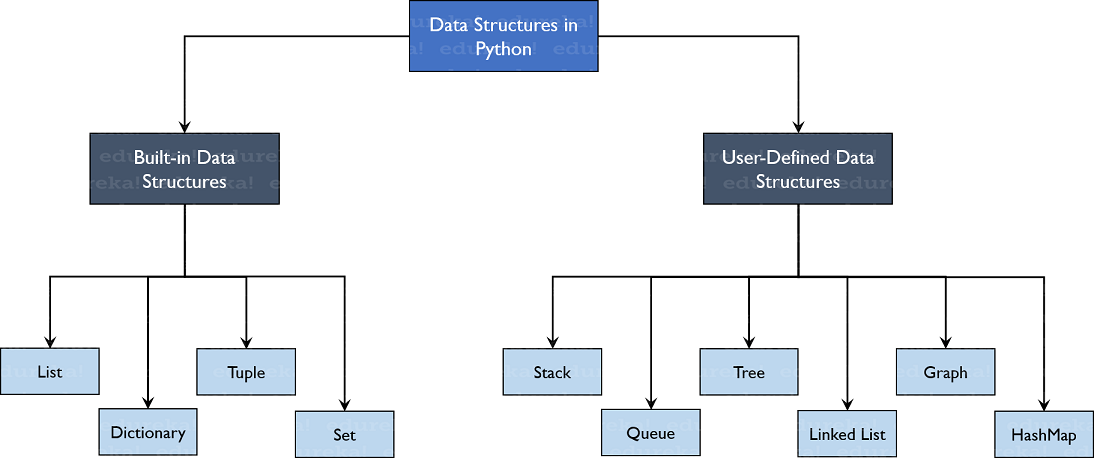 Data Structures in
Python
Built-in Data
Structures
User-Defined Data
Structures
List
Tuple
Stack
Tree
Graph
Dictionary
Set
Queue
Linked List
HashMap
edureka!